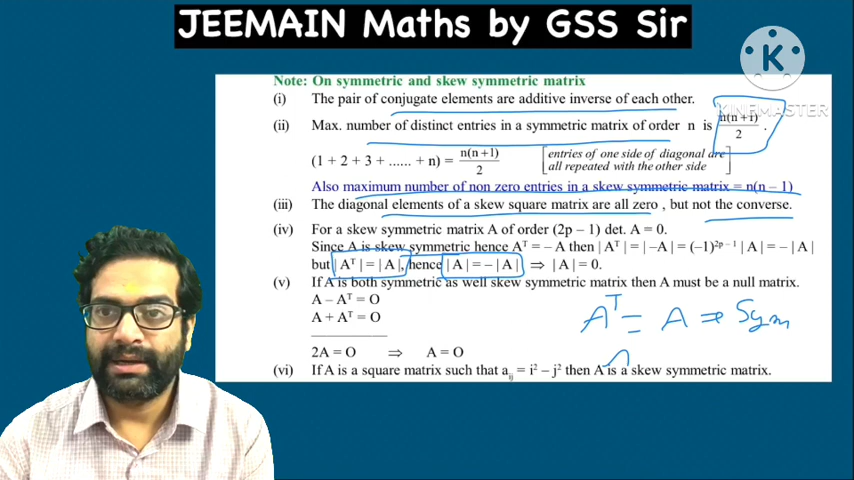 JEEMAIN Maths by GSS Sir
K
KINEMASTER
Note: On symmetric and skew symmetric matrix
(i) The pair of conjugate elements are additive inverse of each other.
(ii) Max. number of distinct entries in a symmetric matrix of order n is n(n+1)/2 .
(1 + 2 + 3 + ...... + n) = n(n+1)/2 [entries of one side of diagonal are all repeated with the other side]
Also maximum number of non zero entries in a skew symmetric matrix = n(n – 1)
(iii) The diagonal elements of a skew square matrix are all zero , but not the converse.
(iv) For a skew symmetric matrix A of order (2p – 1) det. A = 0.
Since A is skew symmetric hence Aᵀ = – A then | Aᵀ | = | –A | = (–1)²ᵖ⁻¹ | A | = – | A |
but | Aᵀ | = | A |, hence | A | = – | A | ⇒ | A | = 0.
(v) If A is both symmetric as well skew symmetric matrix then A must be a null matrix.
A – Aᵀ = O
A + Aᵀ = O
Aᵀ = A ⇒ Sym
2A = O ⇒ A = O
(vi) If A is a square matrix such that aᵢⱼ = i² – j² then A is a skew symmetric matrix.